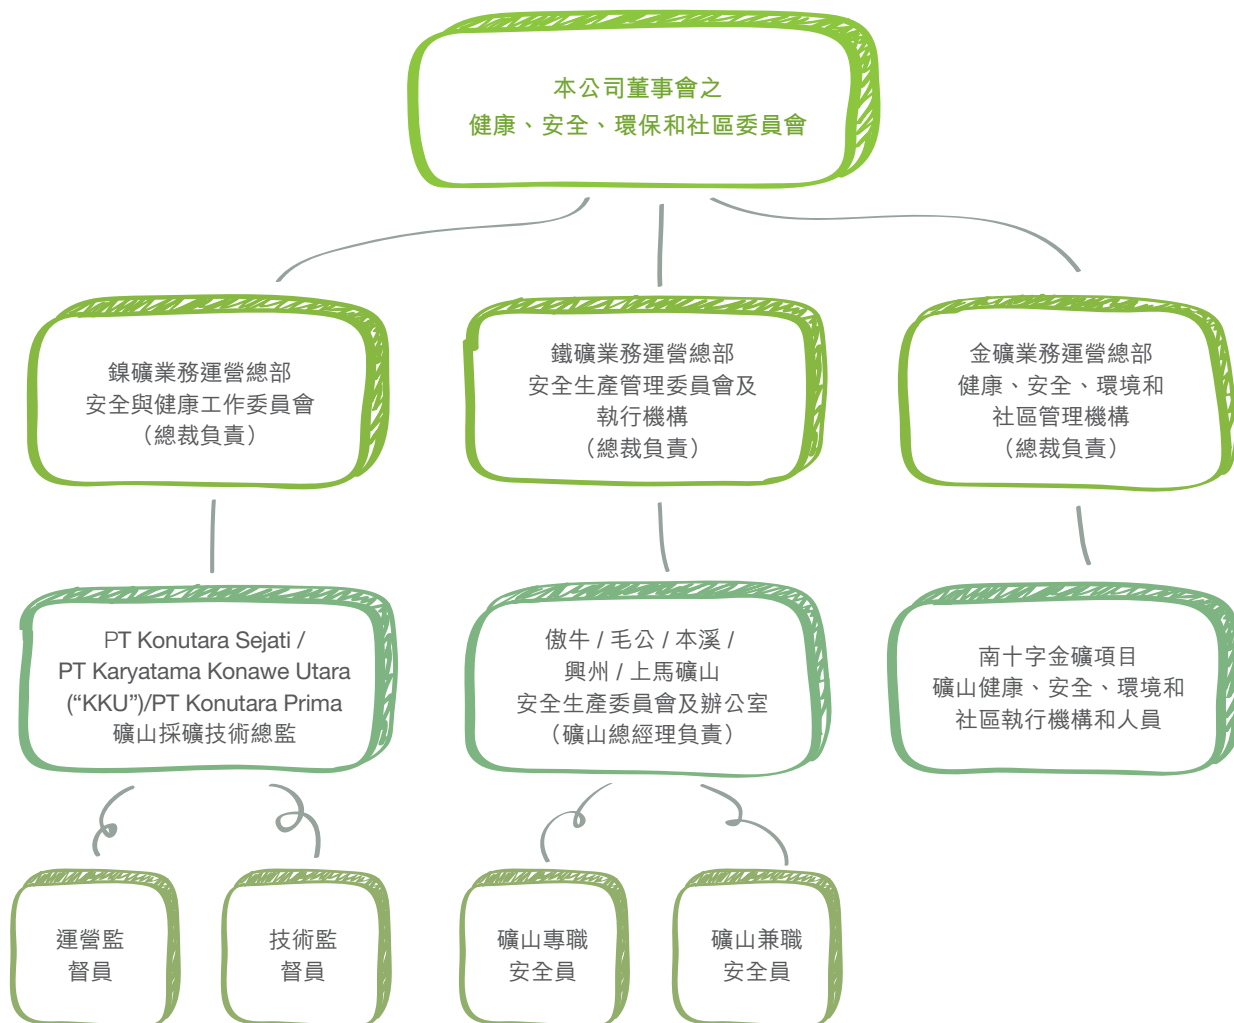 本公司董事會之
健康、安全、環保和社區委員會
鎳礦業務運營總部
安全與健康工作委員會
（總裁負責）
鐵礦業務運營總部
安全生產管理委員會及
執行機構
（總裁負責）
金礦業務運營總部
健康、安全、環境和
社區管理機構
（總裁負責）
PT Konutara Sejati /
PT Karyatama Konawe Utara
(“KKU”)/PT Konutara Prima
礦山採礦技術總監
傲牛 / 毛公 / 本溪 /
興州 / 上馬礦山
安全生產委員會及辦公室
（礦山總經理負責）
南十字金礦項目
礦山健康、安全、環境和
社區執行機構和人員
運營監
督員
技術監
督員
礦山專職
安全員
礦山兼職
安全員